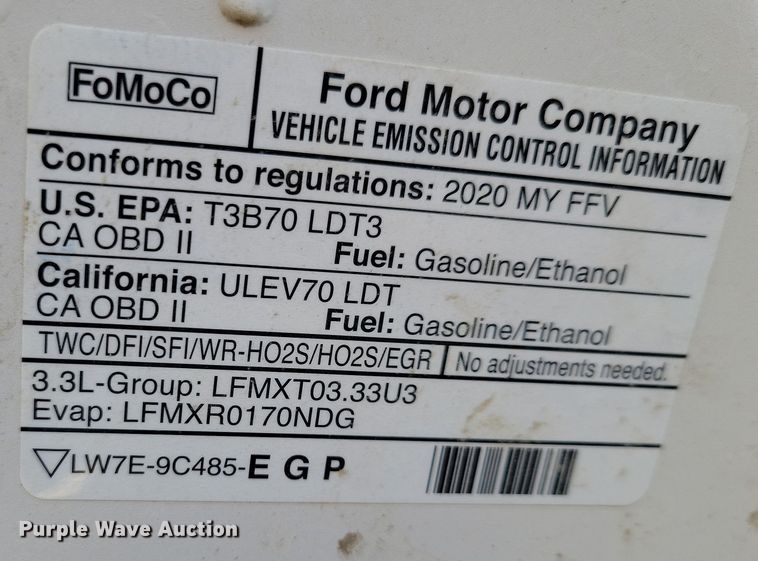 FoMoCo
Ford Motor Company
VEHICLE EMISSION CONTROL INFORMATION
Conforms to regulations: 2020 MY FFV
U.S. EPA: T3B70 LDT3
CA OBD II Fuel: Gasoline/Ethanol
California: ULEV70 LDT
CA OBD II Fuel: Gasoline/Ethanol
TWC/DFI/SFI/WR-HO2S/HO2S/EGR No adjustments needed.
3.3L-Group: LFMXT03.33U3
Evap: LFMXR0170NDG
LW7E-9C485-E G P
Purple Wave Auction